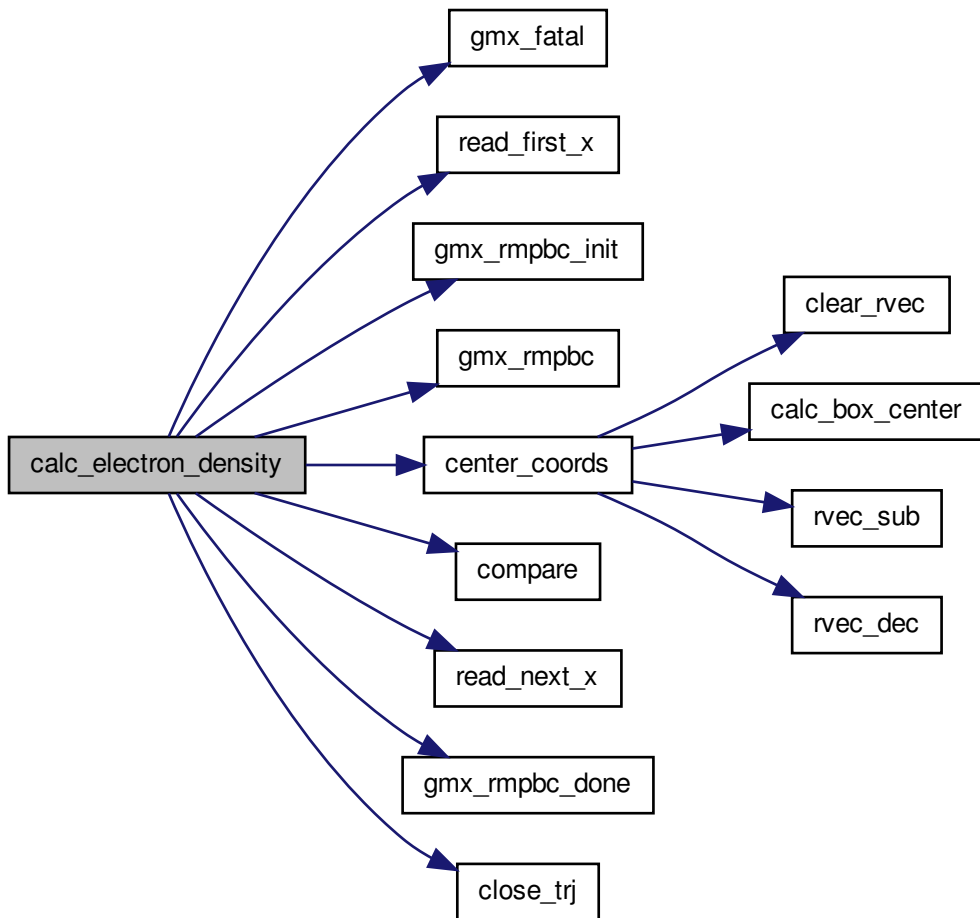 gmx_fatal
read_first_x
gmx_rmpbc_init
clear_rvec
gmx_rmpbc
calc_box_center
calc_electron_density
center_coords
rvec_sub
compare
rvec_dec
read_next_x
gmx_rmpbc_done
close_trj